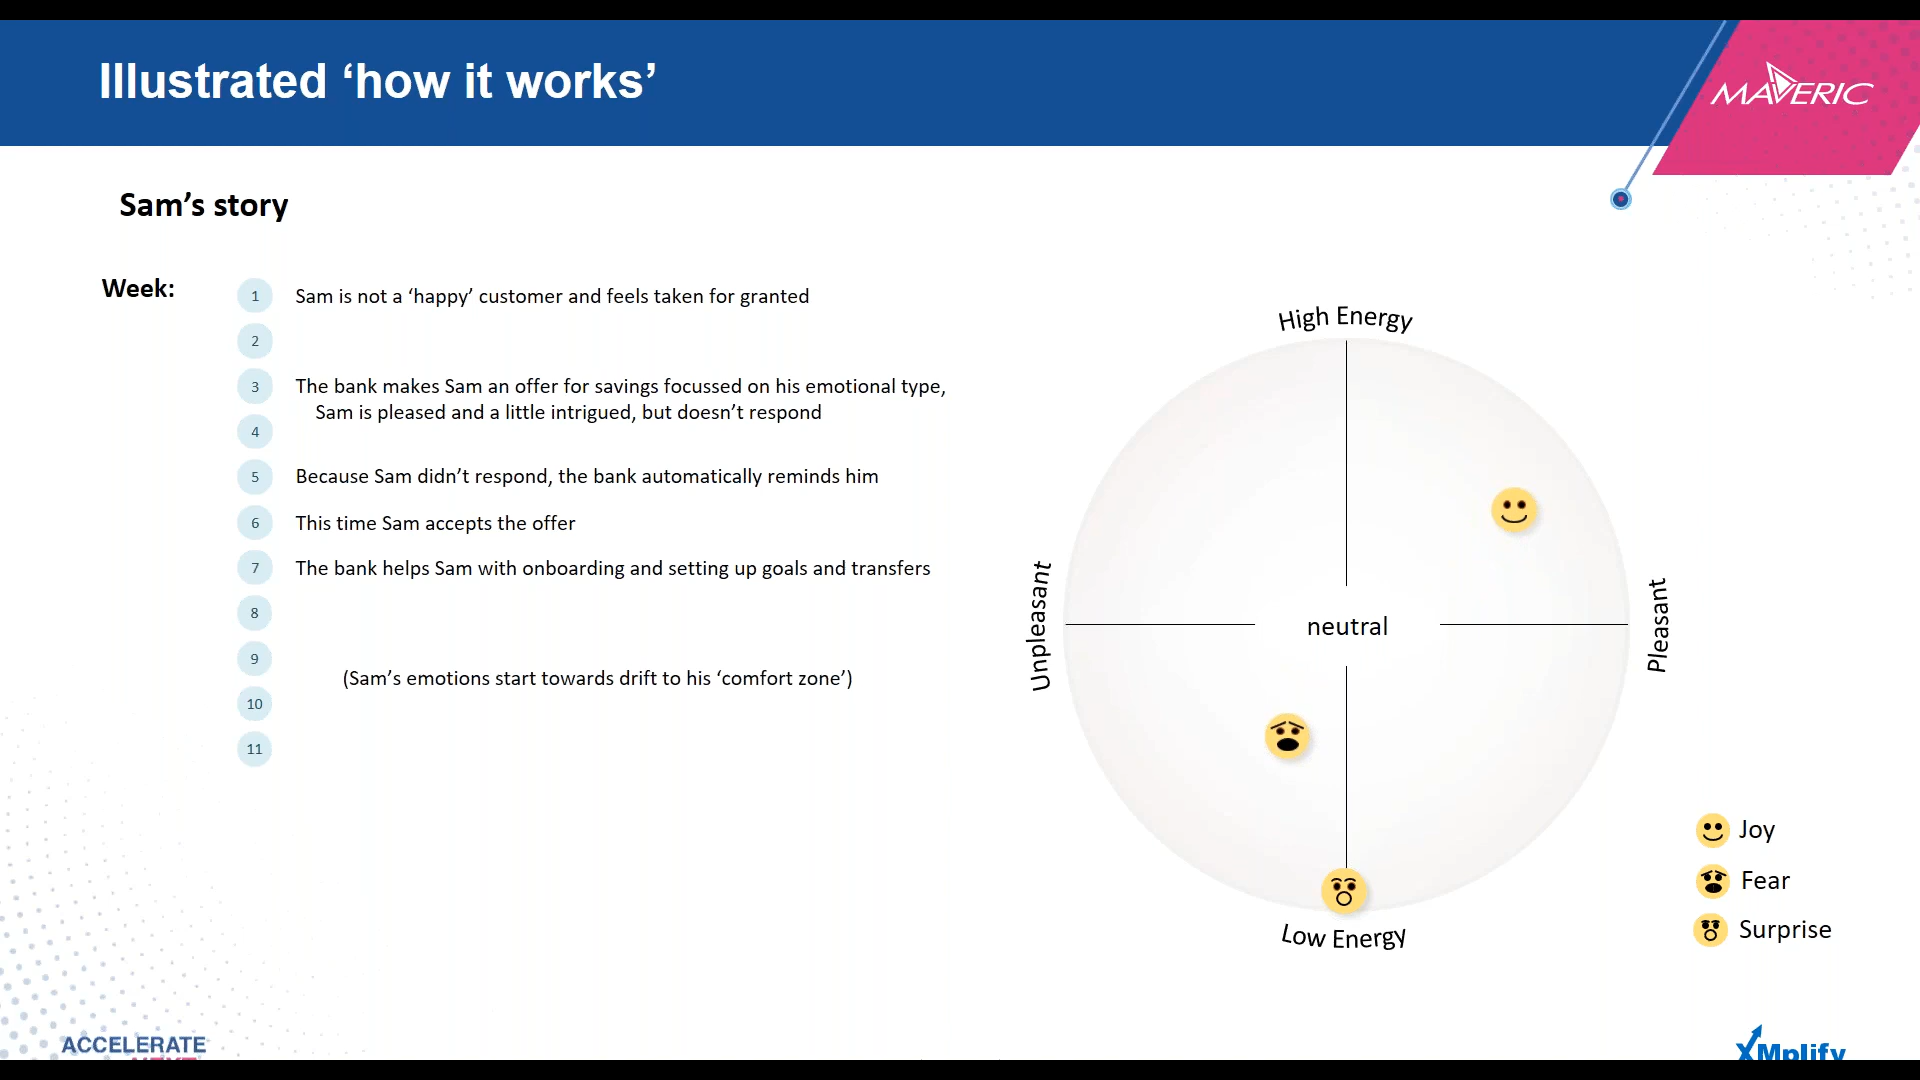 Illustrated ‘how it works’
MAVERIC
Sam’s story
Week:
1 Sam is not a ‘happy’ customer and feels taken for granted
2
3 The bank makes Sam an offer for savings focussed on his emotional type,
Sam is pleased and a little intrigued, but doesn’t respond
4
5 Because Sam didn’t respond, the bank automatically reminds him
6 This time Sam accepts the offer
7 The bank helps Sam with onboarding and setting up goals and transfers
8
9
(Sam’s emotions start towards drift to his ‘comfort zone’)
10
11
High Energy
Unpleasant
neutral
Pleasant
Low Energy
Joy
Fear
Surprise
ACCELERATE
NEXT
XMplify